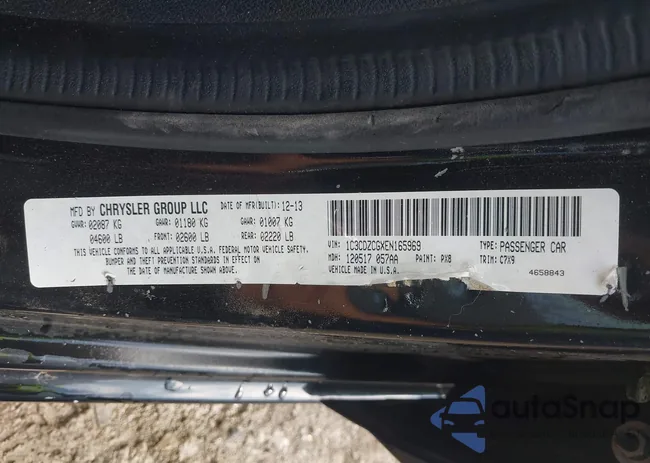 MFD BY CHRYSLER GROUP LLC DATE OF MFR(BUILT): 12-13
GVWR: 02087 KG GAWR: 01180 KG GAWR: 01007 KG
04600 LB FRONT: 02600 LB REAR: 02220 LB
THIS VEHICLE CONFORMS TO ALL APPLICABLE U.S.A. FEDERAL MOTOR VEHICLE SAFETY,
BUMPER AND THEFT PREVENTION STANDARDS IN EFFECT ON THE
DATE OF MANUFACTURE SHOWN ABOVE. MADE IN U.S.A.
VIN: 1C3CDZCGXEN165969 TYPE: PASSENGER CAR
MDH: 120517 057AA PAINT: PX8 TRIM: C7X9
4658843
autoSnap